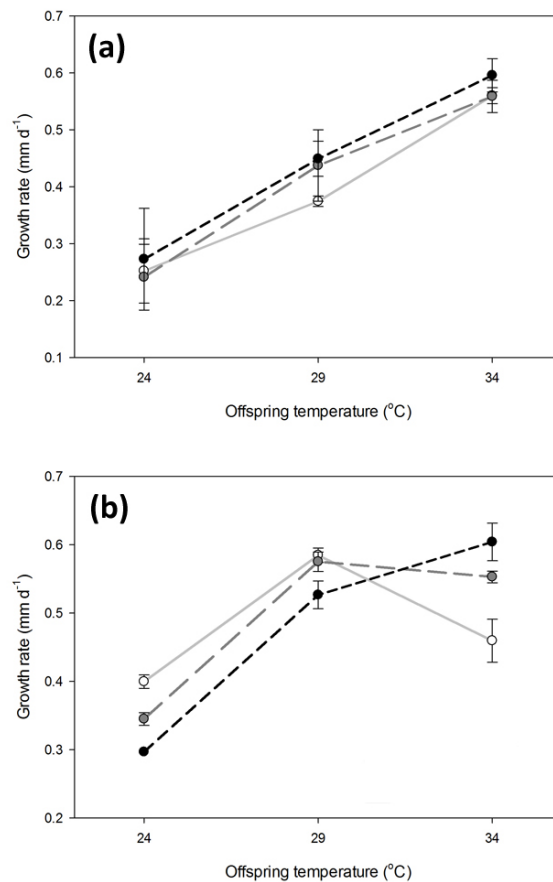 (a)
0.7
0.6
0.5
0.4
0.3
0.2
0.1
Growth rate (mm d⁻¹)
24 29 34
Offspring temperature (°C)
(b)
0.7
0.6
0.5
0.4
0.3
0.2
Growth rate (mm d⁻¹)
24 29 34
Offspring temperature (°C)